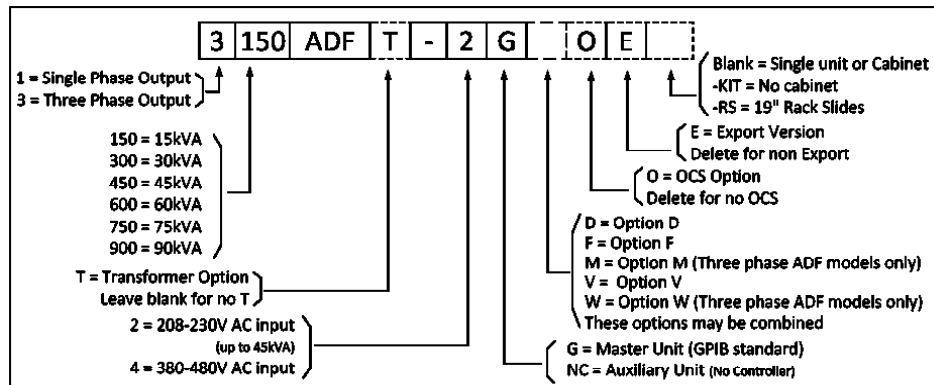 3 150 ADF T - 2 G O E
1 = Single Phase Output
3 = Three Phase Output
150 = 15kVA
300 = 30kVA
450 = 45kVA
600 = 60kVA
750 = 75kVA
900 = 90kVA
T = Transformer Option
Leave blank for no T
2 = 208-230V AC input
(up to 45kVA)
4 = 380-480V AC input
Blank = Single unit or Cabinet
-KIT = No cabinet
-RS = 19" Rack Slides
E = Export Version
Delete for non Export
O = OCS Option
Delete for no OCS
D = Option D
F = Option F
M = Option M (Three phase ADF models only)
V = Option V
W = Option W (Three phase ADF models only)
These options may be combined
G = Master Unit (GPIB standard)
NC = Auxiliary Unit (No Controller)